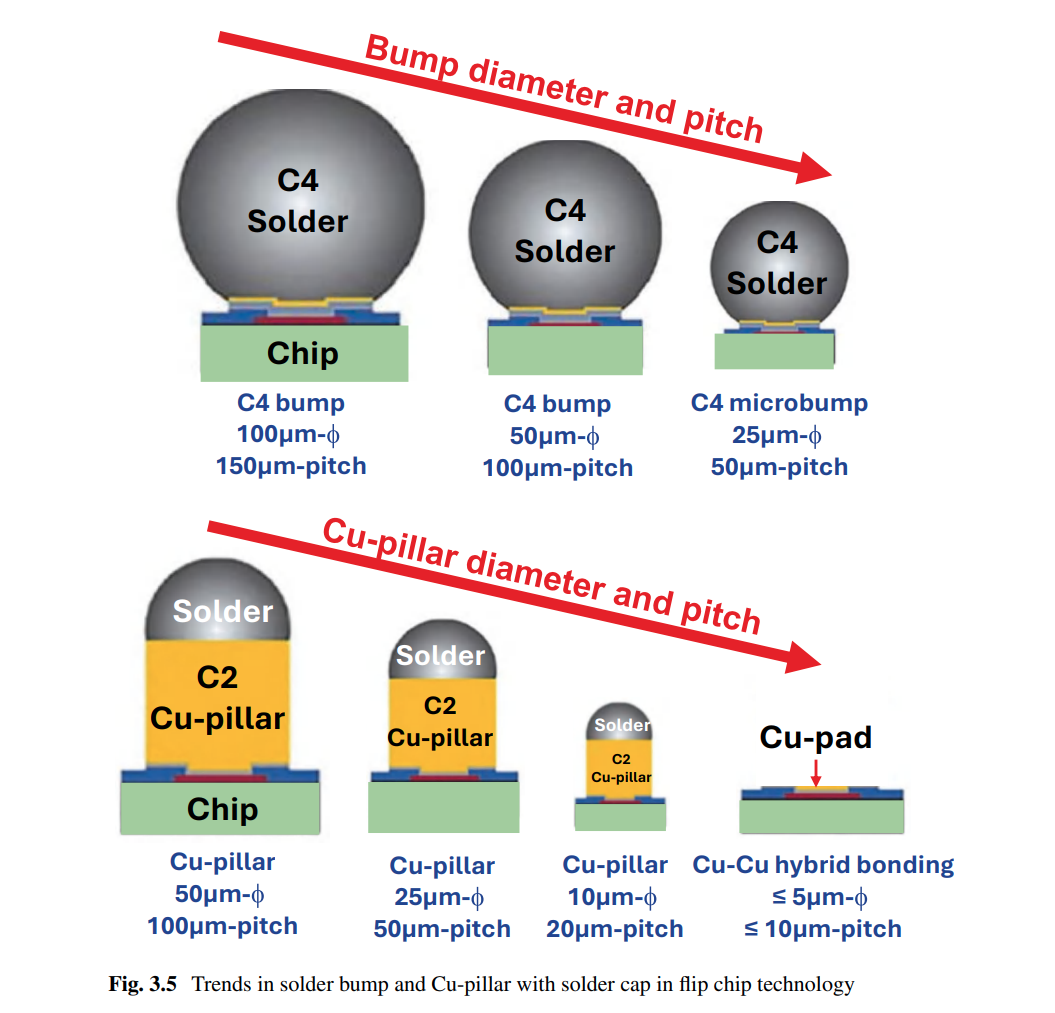 Bump diameter and pitch
C4
Solder
C4
Solder
C4
Solder
Chip
C4 bump
100µm-ϕ
150µm-pitch
C4 bump
50µm-ϕ
100µm-pitch
C4 microbump
25µm-ϕ
50µm-pitch
Cu-pillar diameter and pitch
Solder
C2
Cu-pillar
Chip
Solder
C2
Cu-pillar
Solder
C2
Cu-pillar
Cu-pad
Cu-pillar
50µm-ϕ
100µm-pitch
Cu-pillar
25µm-ϕ
50µm-pitch
Cu-pillar
10µm-ϕ
20µm-pitch
Cu-Cu hybrid bonding
≤ 5µm-ϕ
≤ 10µm-pitch
Fig. 3.5 Trends in solder bump and Cu-pillar with solder cap in flip chip technology